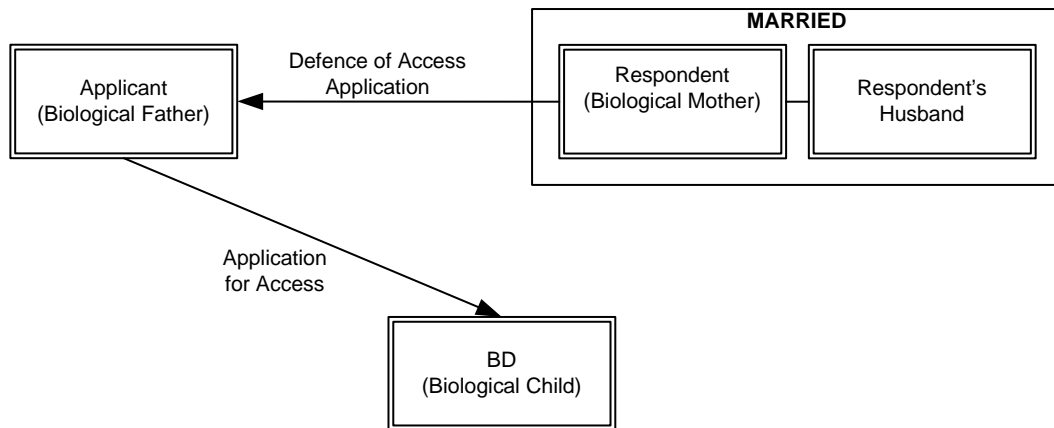 MARRIED
Applicant
(Biological Father)
Defence of Access
Application
Respondent
(Biological Mother)
Respondent's
Husband
Application
for Access
BD
(Biological Child)